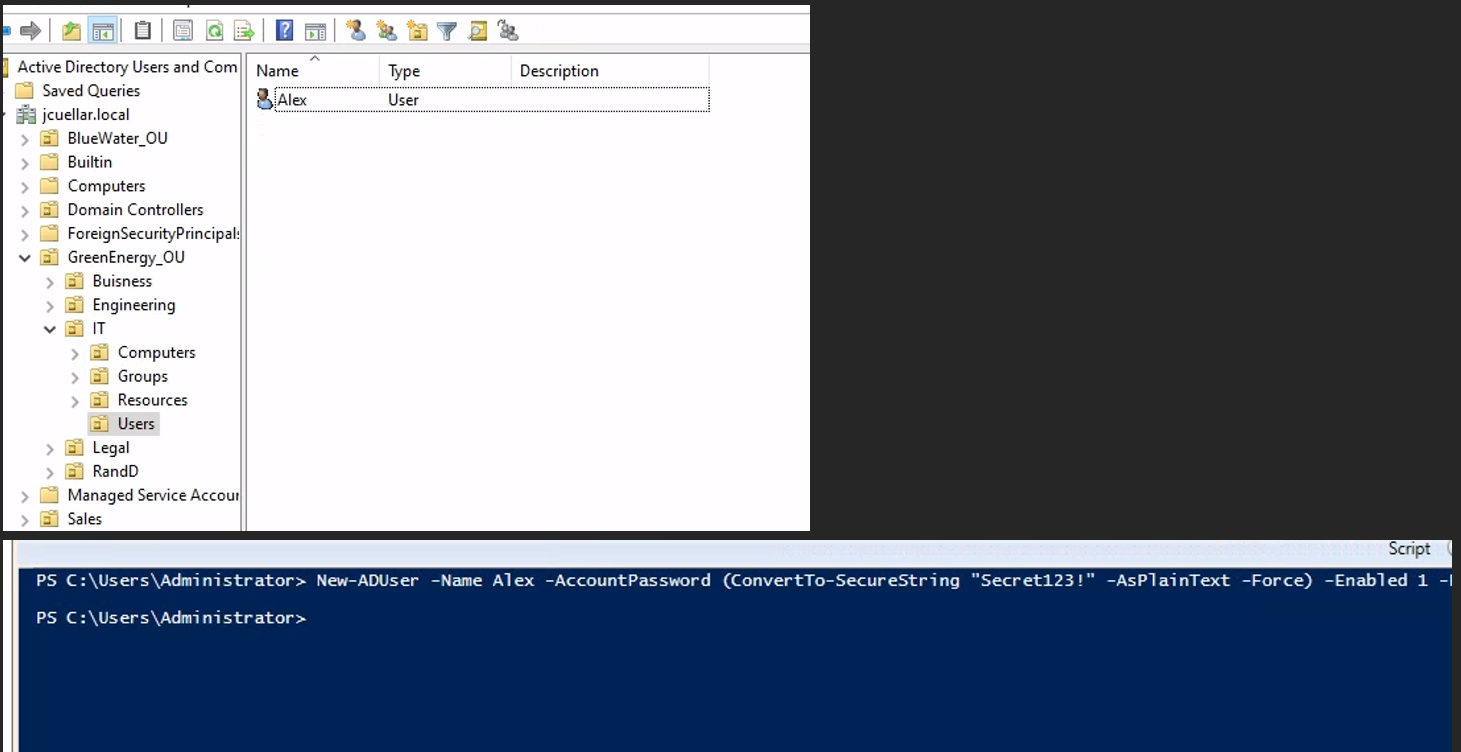 Active Directory Users and Com
Saved Queries
jcuellar.local
BlueWater_OU
Builtin
Computers
Domain Controllers
ForeignSecurityPrincipals
GreenEnergy_OU
Buisness
Engineering
IT
Computers
Groups
Resources
Users
Legal
RandD
Managed Service Accour
Sales
Name Type Description
Alex User
Script
PS C:\Users\Administrator> New-ADUser -Name Alex -AccountPassword (ConvertTo-SecureString "Secret123!" -AsPlainText -Force) -Enabled 1 -
PS C:\Users\Administrator>